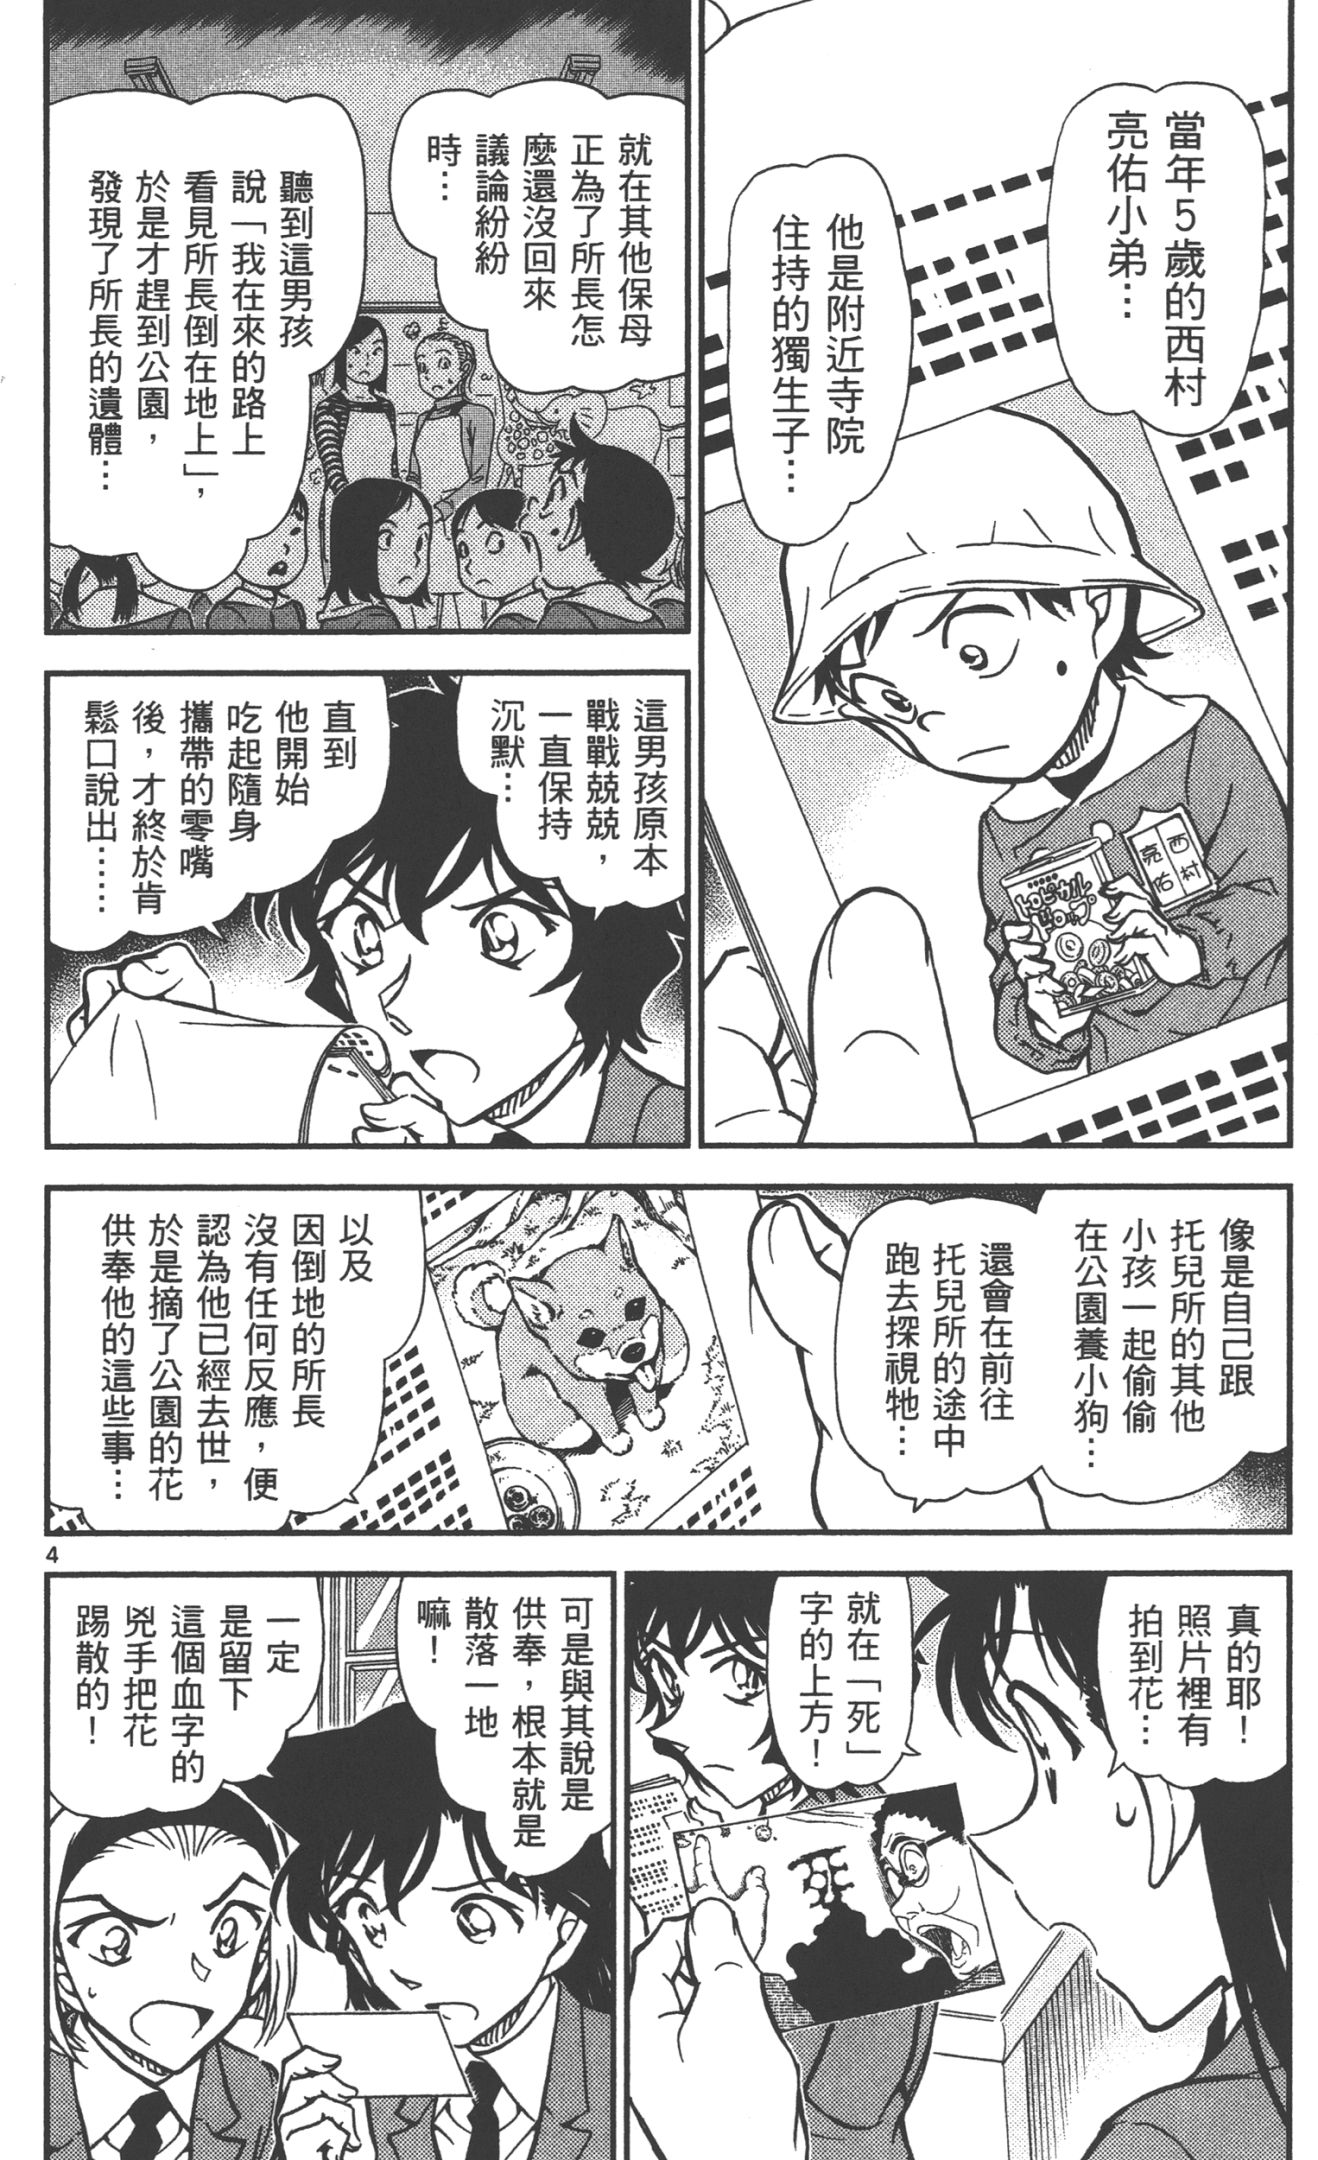 當年5歲的西村
亮佑小弟…
他是附近寺院
住持的獨生子…
西村
亮佑
トロピカル
ドロップ
就在其他保母
正為了所長怎
麼還沒回來
議論紛紛
時…
聽到這男孩
說「我在來的路上
看見所長倒在地上」，
於是才趕到公園，
發現了所長的遺體…
這男孩原本
戰戰兢兢，
一直保持
沉默…
直到
他開始
吃起隨身
攜帶的零嘴
後，才終於肯
鬆口說出……
像是自己跟
托兒所的其他
小孩一起偷偷
在公園養小狗…
還會在前往
托兒所的途中
跑去探視牠…
以及
因倒地的所長
沒有任何反應，便
認為他已經去世，
於是摘了公園的花
供奉他的這些事…
4
真的耶！
照片裡有
拍到花…
就在「死」
字的上方！
死
可是與其說是
供奉，根本就是
散落一地
嘛！
一定
是留下
這個血字的
兇手把花
踢散的！